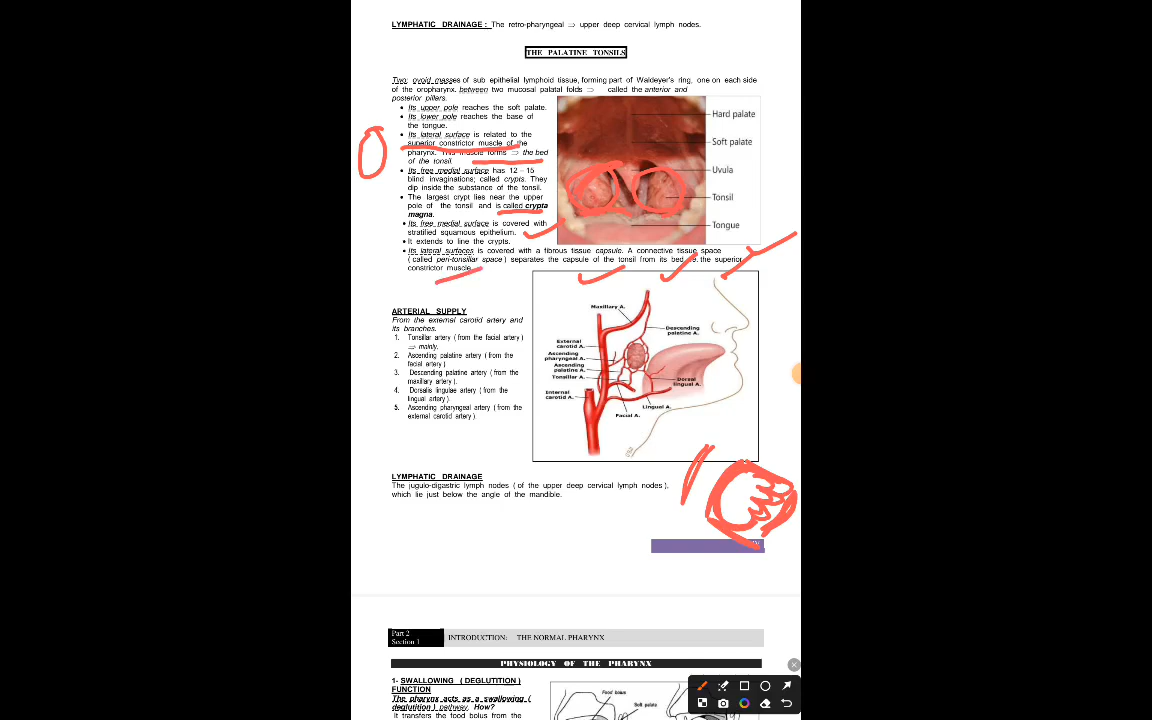 LYMPHATIC DRAINAGE : The retro-pharyngeal ⇒ upper deep cervical lymph nodes.
THE PALATINE TONSILS
Two; ovoid masses of sub epithelial lymphoid tissue, forming part of Waldeyer's ring, one on each side
of the oropharynx. between two mucosal palatal folds ⇒ called the anterior and
posterior pillars.
• Its upper pole reaches the soft palate.
• Its lower pole reaches the base of
the tongue.
• Its lateral surface is related to the
superior constrictor muscle of the
pharynx. This muscle forms ⇒ the bed
of the tonsil.
• Its free medial surface has 12 – 15
blind invaginations; called crypts. They
dip inside the substance of the tonsil.
• The largest crypt lies near the upper
pole of the tonsil and is called crypta
magna.
• Its free medial surface is covered with
stratified squamous epithelium.
• It extends to line the crypts.
• Its lateral surfaces is covered with a fibrous tissue capsule. A connective tissue space
( called peri-tonsillar space ) separates the capsule of the tonsil from its bed i.e. the superior
constrictor muscle.
Hard palate
Soft palate
Uvula
Tonsil
Tongue
ARTERIAL SUPPLY
From the external carotid artery and
its branches.
1. Tonsillar artery ( from the facial artery )
⇒ mainly.
2. Ascending palatine artery ( from the
facial artery )
3. Descending palatine artery ( from the
maxillary artery ).
4. Dorsalis lingulae artery ( from the
lingual artery ).
5. Ascending pharyngeal artery ( from the
external carotid artery )
Maxillary A.
Descending
palatine A.
External
carotid A.
Ascending
pharyngeal A.
Ascending
palatine A.
Tonsillar A.
Internal
carotid A.
Dorsal
lingual A.
Lingual A.
Facial A.
LYMPHATIC DRAINAGE
The jugulo-digastric lymph nodes ( of the upper deep cervical lymph nodes ),
which lie just below the angle of the mandible.
Part 2
Section 1
INTRODUCTION: THE NORMAL PHARYNX
PHYSIOLOGY OF THE PHARYNX
1- SWALLOWING ( DEGLUTITION )
FUNCTION
The pharynx acts as a swallowing (
deglutition ) pathway. How?
It transfers the food bolus from the
Food bolus
Soft palate